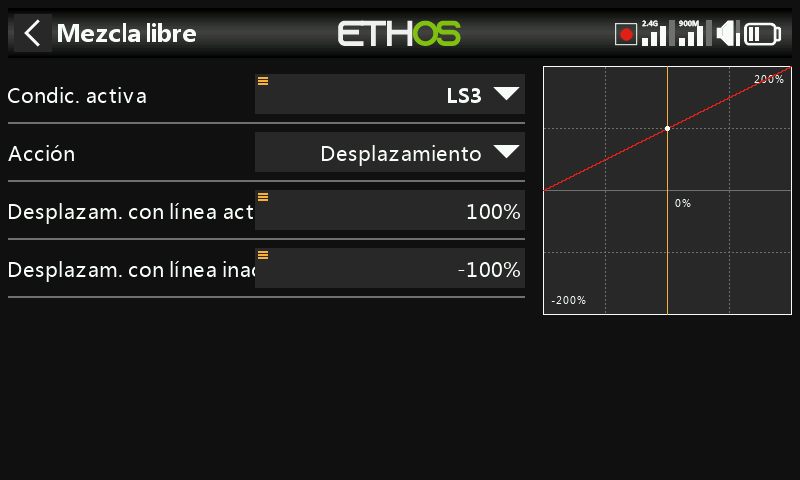 Mezcla libre
ETHOS
2.4G
900M
Condic. activa
LS3
Acción
Desplazamiento
Desplazam. con línea act
100%
Desplazam. con línea inac
-100%
200%
0%
-200%